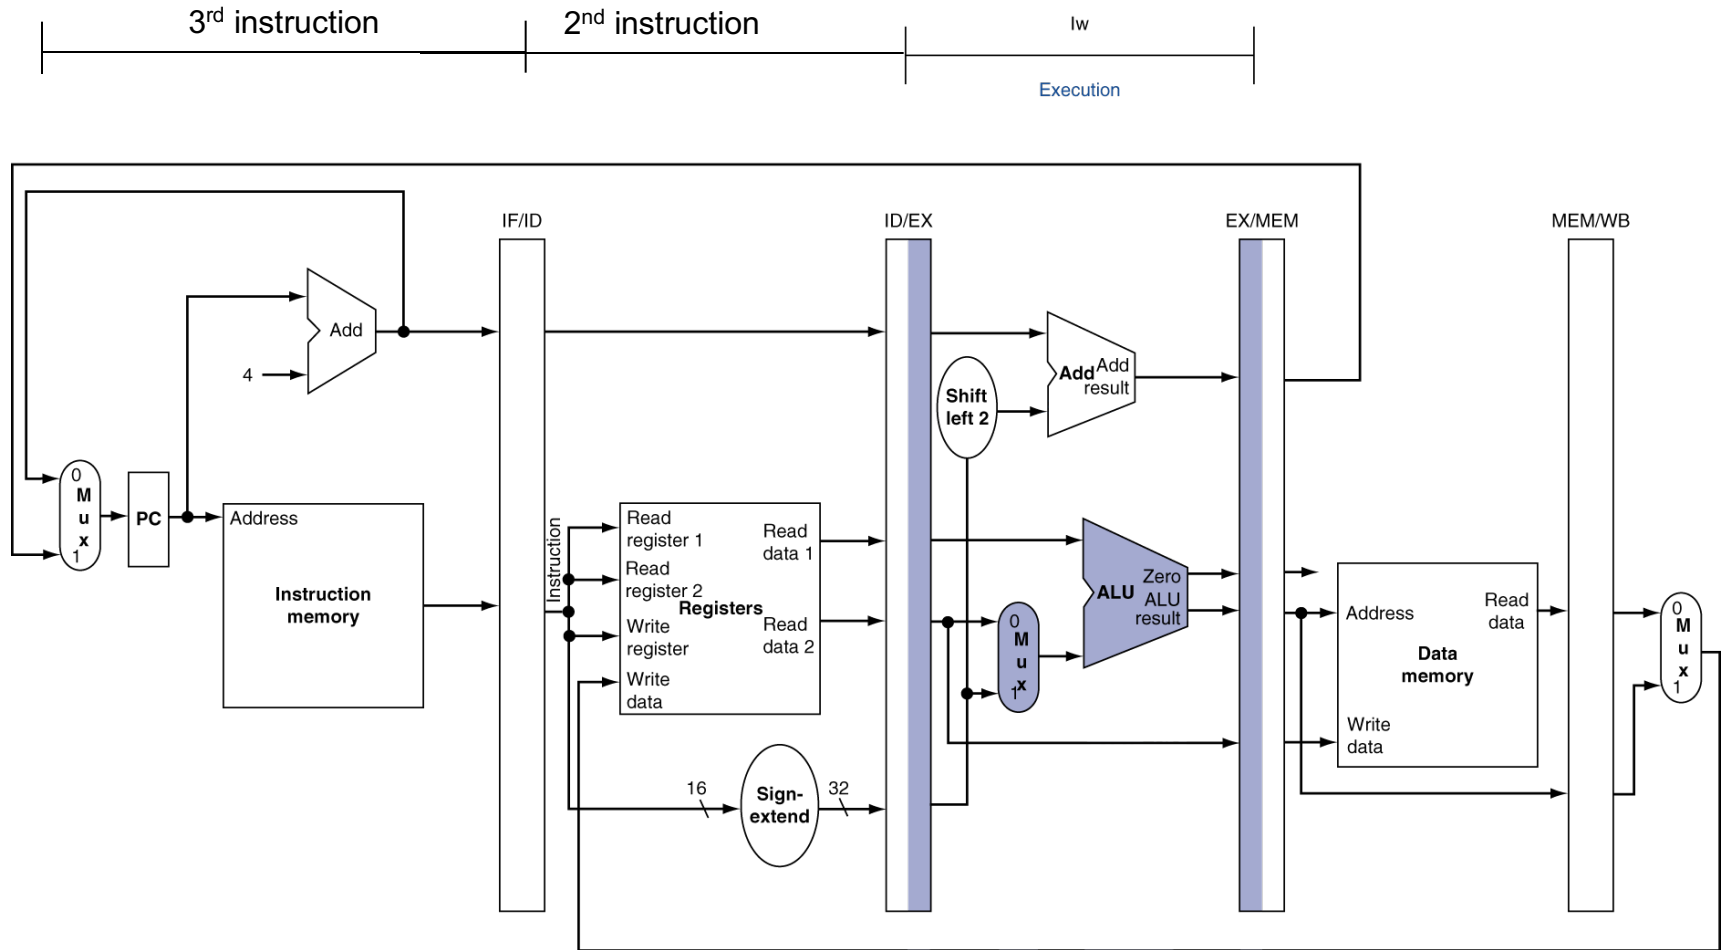 3rd instruction
2nd instruction
lw
Execution
IF/ID
ID/EX
EX/MEM
MEM/WB
Add
4
Add
Add
result
Shift
left 2
0
M
u
x
1
PC
Address
Instruction
memory
Instruction
Read
register 1
Read
register 2
Write
register
Write
data
Registers
Read
data 1
Read
data 2
0
M
u
x
1
ALU
Zero
ALU
result
Address
Read
data
Data
memory
Write
data
0
M
u
x
1
16
Sign-
extend
32